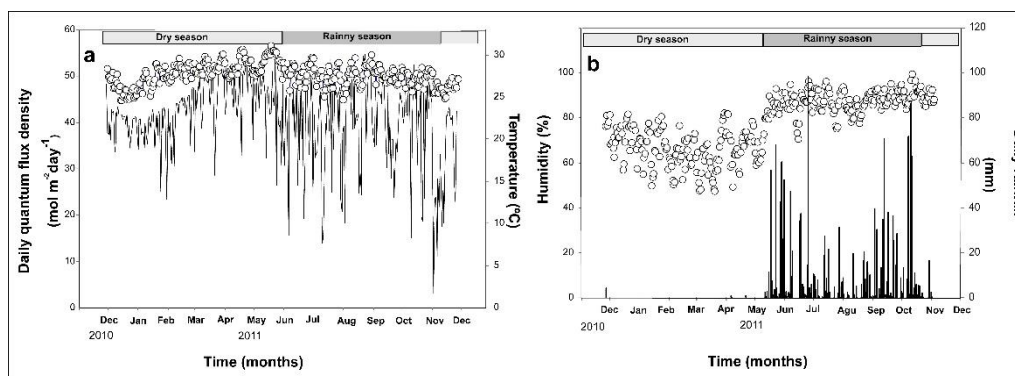 a
Dry season
Rainny season
60
50
40
30
20
10
0
Daily quantum flux density
(mol m-2day -1)
30
25
20
15
10
5
0
Temperature (ºC)
Dec Jan Feb Mar Apr May Jun Jul Aug Sep Oct Nov Dec
2010 2011
Time (months)
b
Dry season
Rainny season
100
80
60
40
20
0
Humidity (%)
120
100
80
60
40
20
0
(mm)
Dec Jan Feb Mar Apr May Jun Jul Agu Sep Oct Nov Dec
2010 2011
Time (months)